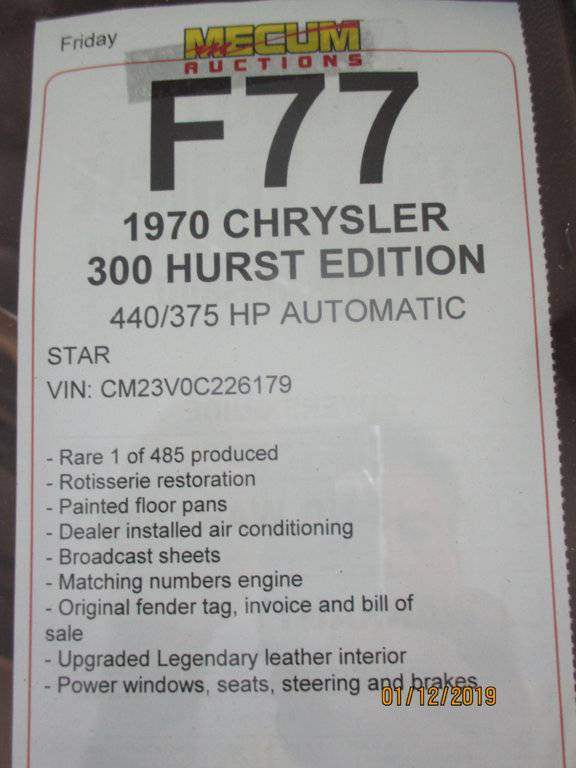 Friday
MECUM
AUCTIONS
F77
1970 CHRYSLER
300 HURST EDITION
440/375 HP AUTOMATIC
STAR
VIN: CM23V0C226179
- Rare 1 of 485 produced
- Rotisserie restoration
- Painted floor pans
- Dealer installed air conditioning
- Broadcast sheets
- Matching numbers engine
- Original fender tag, invoice and bill of
sale
- Upgraded Legendary leather interior
- Power windows, seats, steering and brakes
01/12/2019